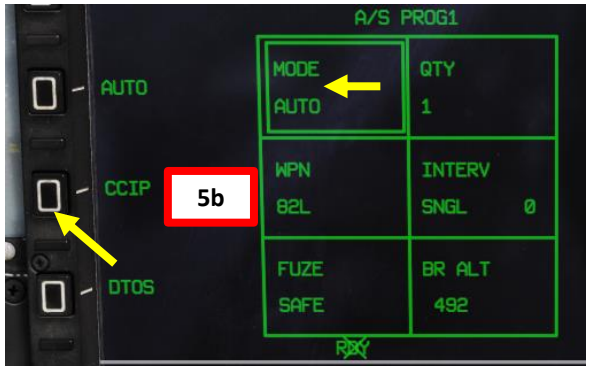 A/S PROG1
MODE QTY
AUTO
AUTO 1
WPN INTERV
CCIP
5b
82L SNGL 0
FUZE BR ALT
DTOS
SAFE 492
RDY